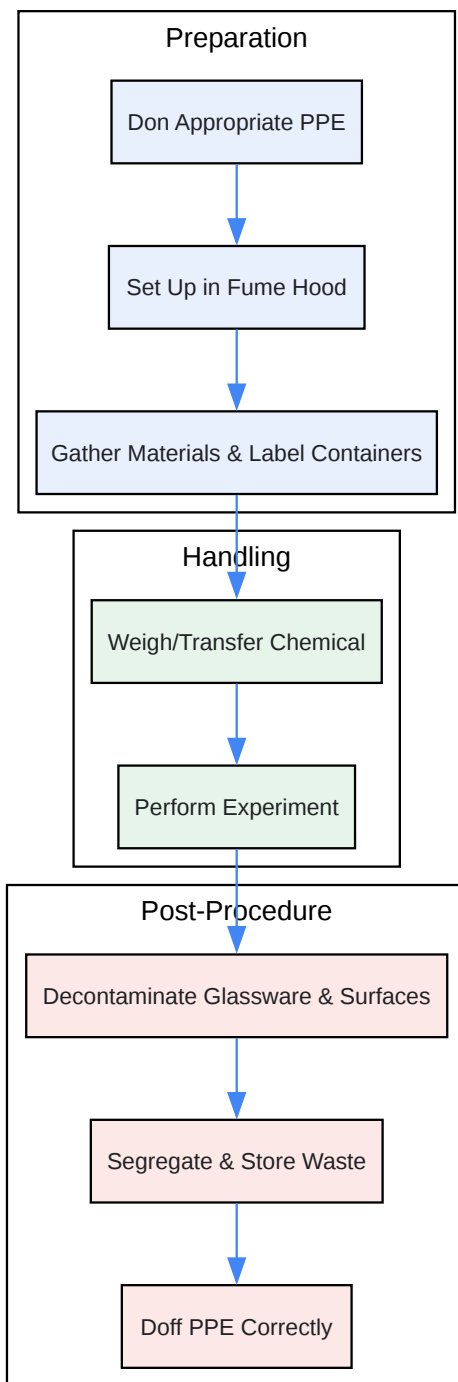 Preparation
Don Appropriate PPE
Set Up in Fume Hood
Gather Materials & Label Containers
Handling
Weigh/Transfer Chemical
Perform Experiment
Post-Procedure
Decontaminate Glassware & Surfaces
Segregate & Store Waste
Doff PPE Correctly